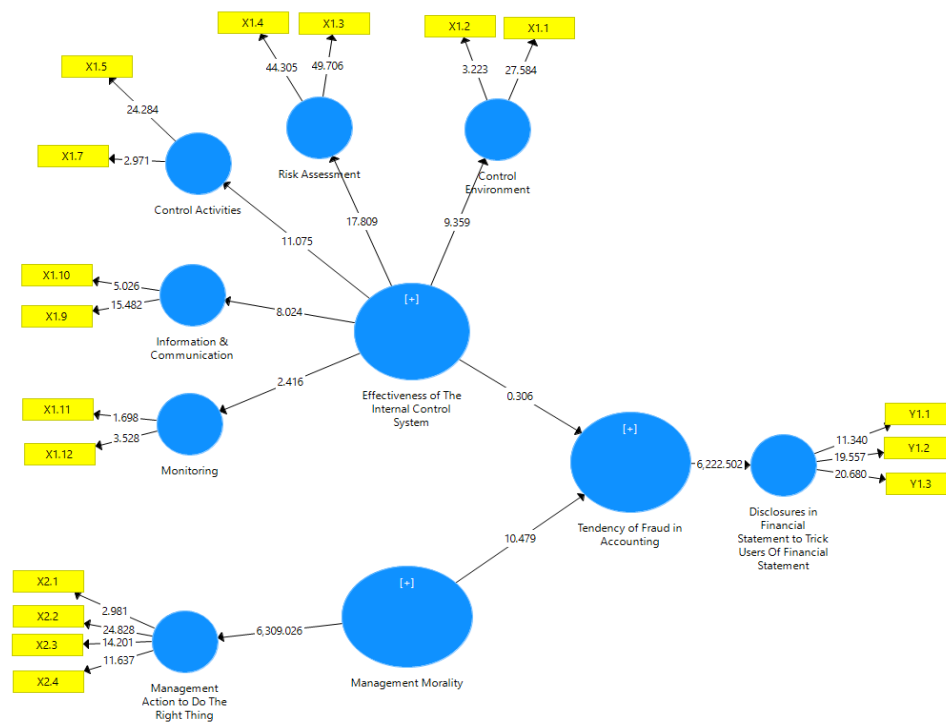 X1.4
X1.3
X1.2
X1.1
X1.5
44.305
49.706
3.223
27.584
24.284
X1.7
2.971
Risk Assessment
Control
Environment
Control Activities
17.809
9.359
11.075
X1.10
5.026
X1.9
15.482
8.024
[+]
Information &
Communication
Effectiveness of The
Internal Control
System
2.416
0.306
X1.11
1.698
X1.12
3.528
Monitoring
[+]
6,222.502
Y1.1
11.340
Y1.2
19.557
Y1.3
20.680
Tendency of Fraud in
Accounting
Disclosures in
Financial
Statement to Trick
Users Of Financial
Statement
10.479
[+]
X2.1
2.981
X2.2
24.828
X2.3
14.201
X2.4
11.637
6,309.026
Management
Action to Do The
Right Thing
Management Morality